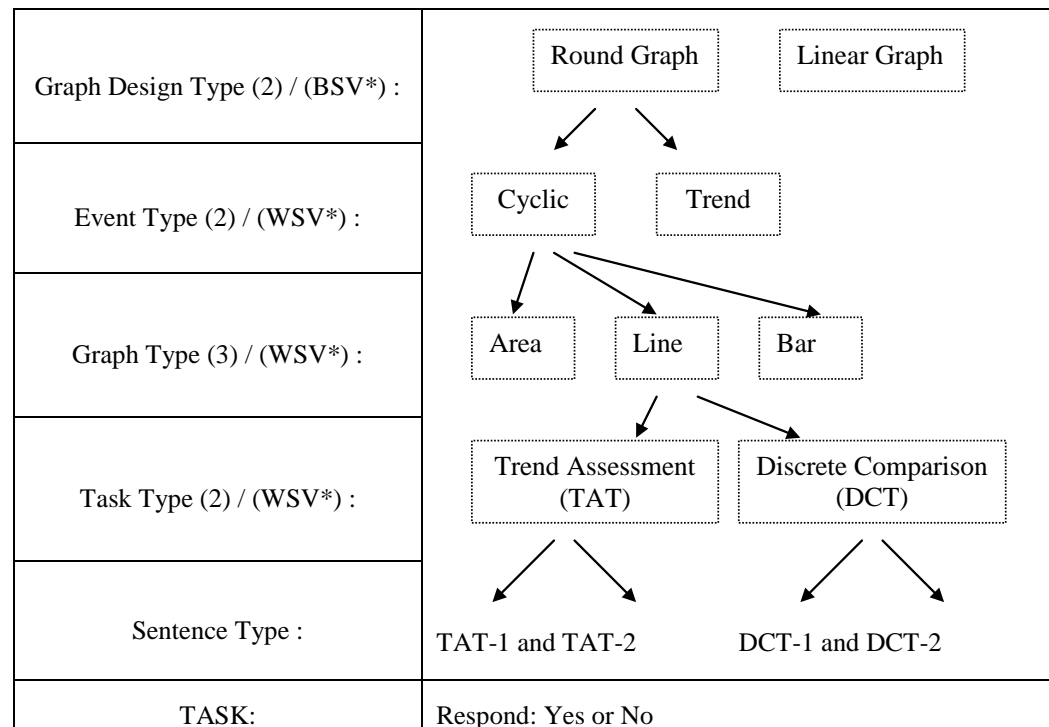 Graph Design Type (2) / (BSV*) :
Round Graph
Linear Graph
Event Type (2) / (WSV*) :
Cyclic
Trend
Graph Type (3) / (WSV*) :
Area
Line
Bar
Task Type (2) / (WSV*) :
Trend Assessment
(TAT)
Discrete Comparison
(DCT)
Sentence Type :
TAT-1 and TAT-2
DCT-1 and DCT-2
TASK:
Respond: Yes or No